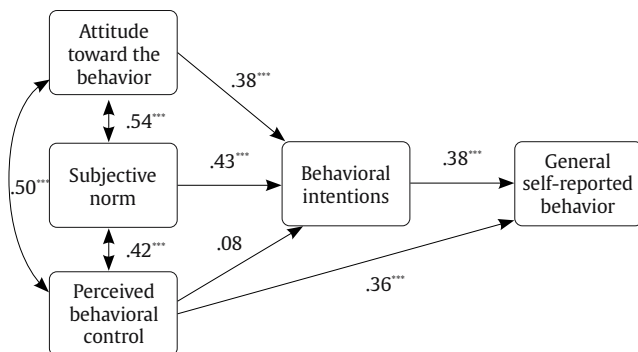 Attitude
toward the
behavior
.38***
.54***
Subjective
norm
.43***
Behavioral
intentions
.38***
General
self-reported
behavior
.50***
.42***
.08
Perceived
behavioral
control
.36***